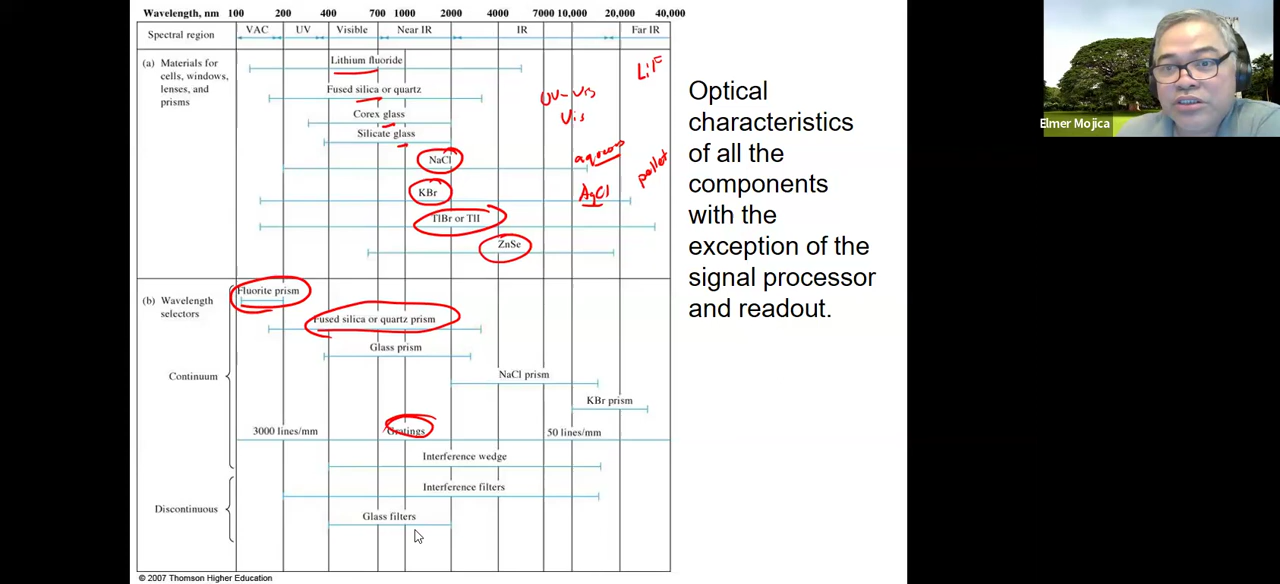 Wavelength, nm 100 200 400 700 1000 2000 4000 7000 10,000 20,000 40,000
Spectral region VAC UV Visible Near IR IR Far IR
(a) Materials for
cells, windows,
lenses, and
prisms
Lithium fluoride
Fused silica or quartz
Corex glass
Silicate glass
NaCl
KBr
TlBr or TlI
ZnSe
LiF
UV-Vis
Vis
aqueous
pellet
AgCl
(b) Wavelength
selectors
Fluorite prism
Fused silica or quartz prism
Glass prism
NaCl prism
KBr prism
Continuum
3000 lines/mm Gratings 50 lines/mm
Interference wedge
Discontinuous
Interference filters
Glass filters
© 2007 Thomson Higher Education
Optical
characteristics
of all the
components
with the
exception of the
signal processor
and readout.
Elmer Mojica